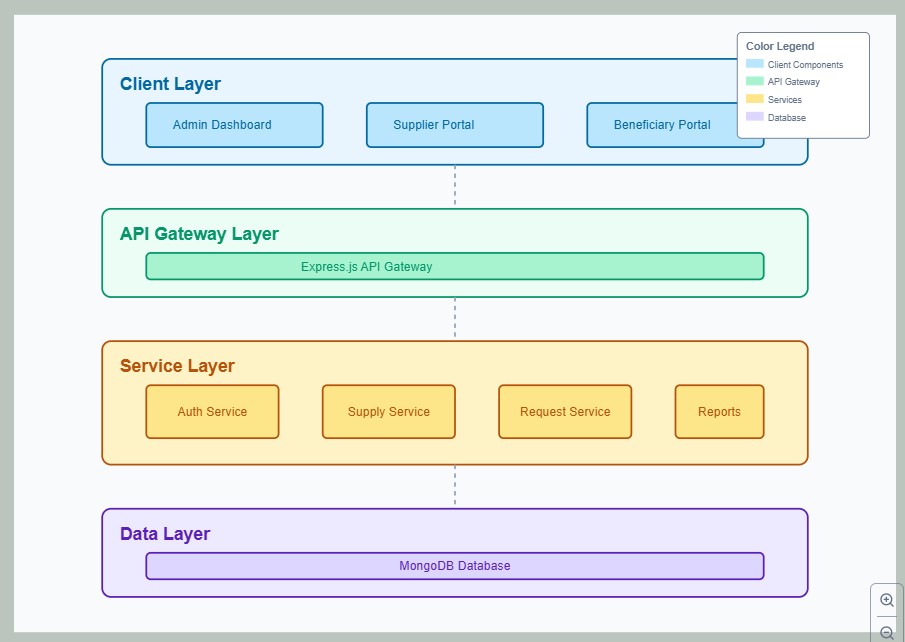 Color Legend
Client Components
API Gateway
Services
Database
Client Layer
Admin Dashboard
Supplier Portal
Beneficiary Portal
API Gateway Layer
Express.js API Gateway
Service Layer
Auth Service
Supply Service
Request Service
Reports
Data Layer
MongoDB Database